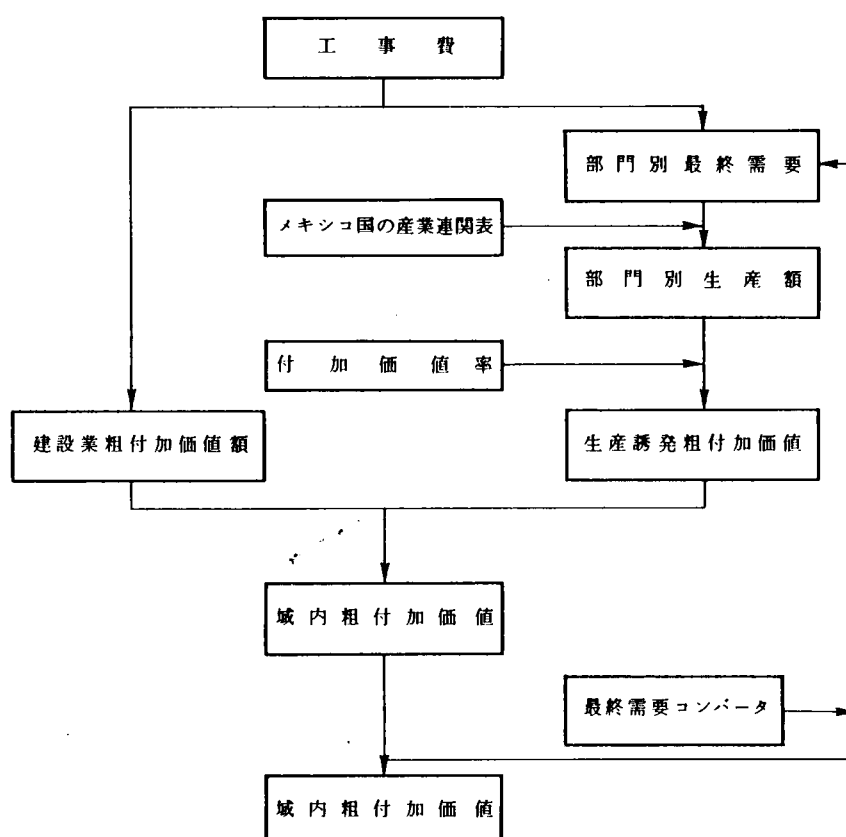 工事費
部門別最終需要
メキシコ国の産業連関表
部門別生産額
付加価値率
建設業粗付加価値額
生産誘発粗付加価値
域内粗付加価値
最終需要コンバータ
域内粗付加価値